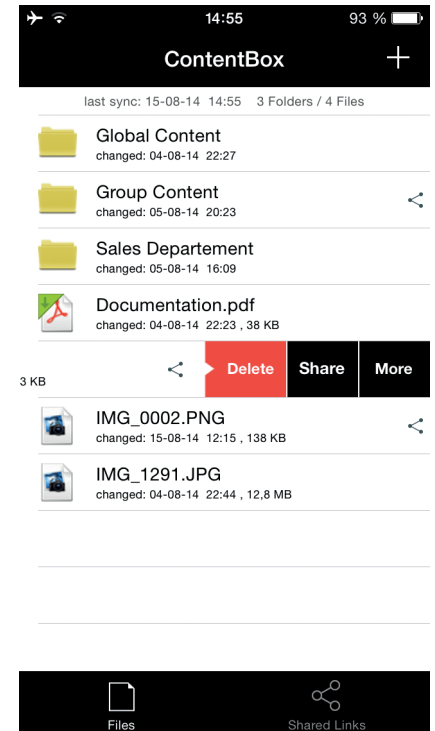 14:55
93 %
ContentBox
last sync: 15-08-14 14:55 3 Folders / 4 Files
Global Content
changed: 04-08-14 22:27
Group Content
changed: 05-08-14 20:23
Sales Departement
changed: 05-08-14 16:09
Documentation.pdf
changed: 04-08-14 22:23 , 38 KB
3 KB
Delete
Share
More
IMG_0002.PNG
changed: 15-08-14 12:15 , 138 KB
IMG_1291.JPG
changed: 04-08-14 22:44 , 12,8 MB
Files
Shared Links